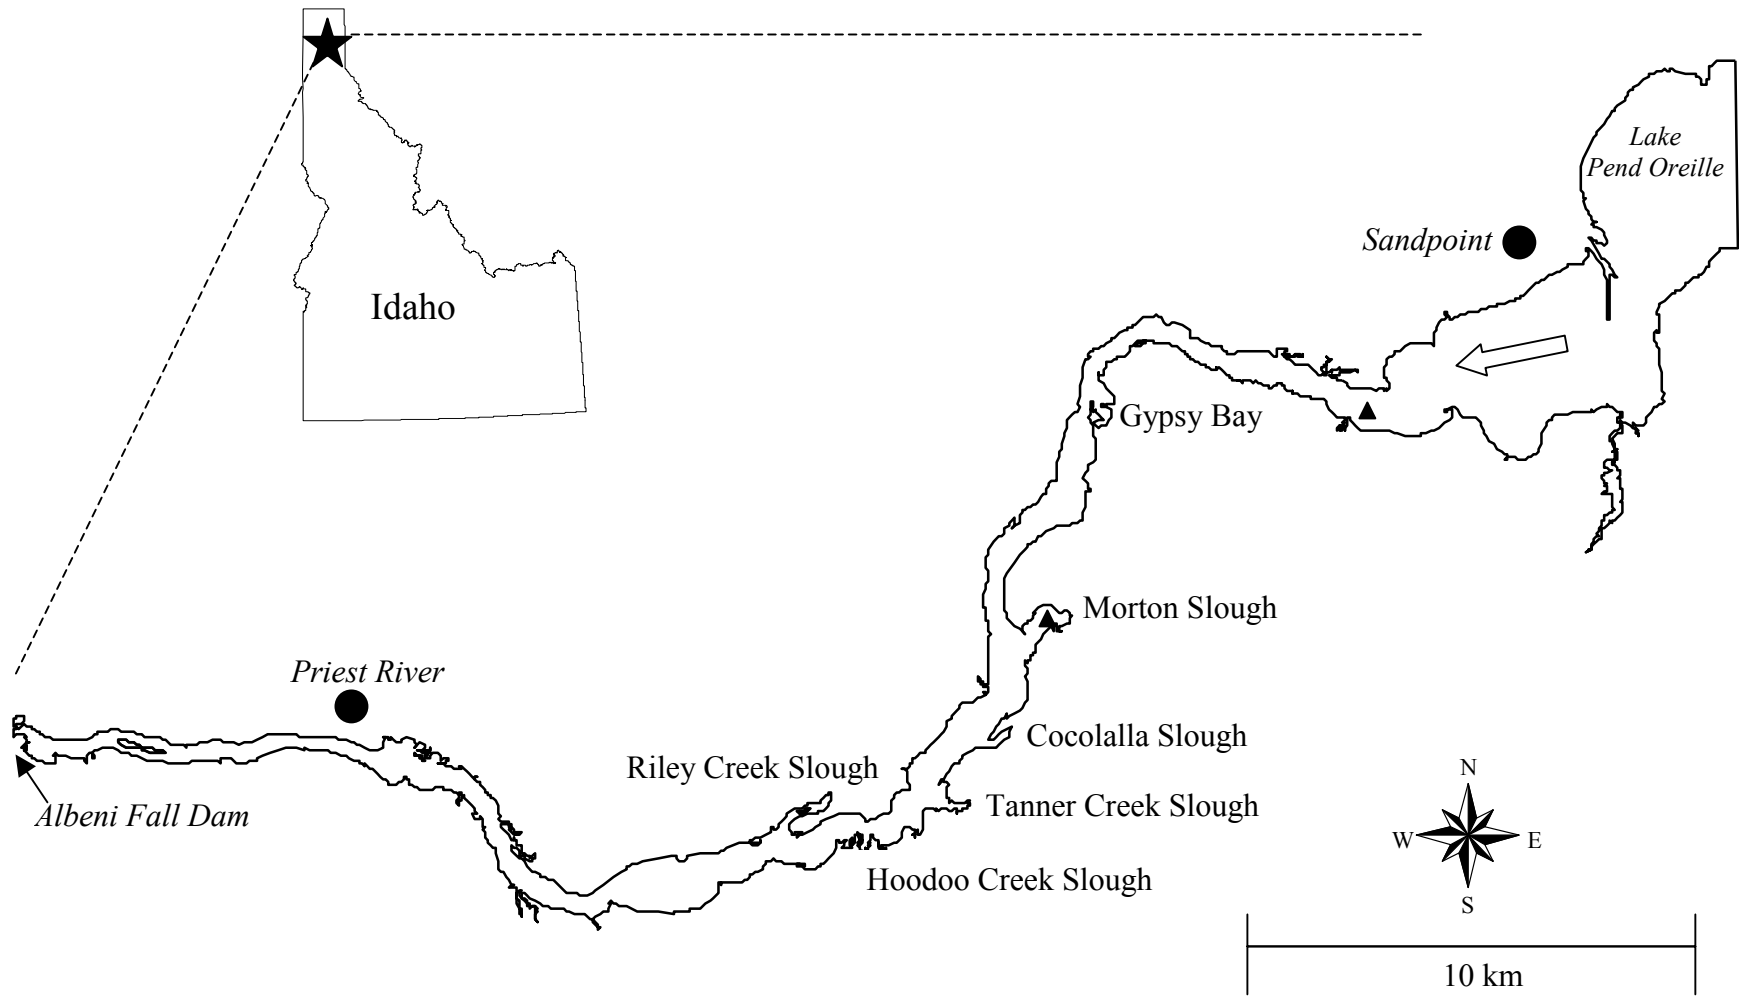 Lake
Pend Oreille
Sandpoint
Idaho
Gypsy Bay
Morton Slough
Priest River
Cocolalla Slough
Riley Creek Slough
Tanner Creek Slough
Albeni Fall Dam
Hoodoo Creek Slough
N
W
E
S
10 km